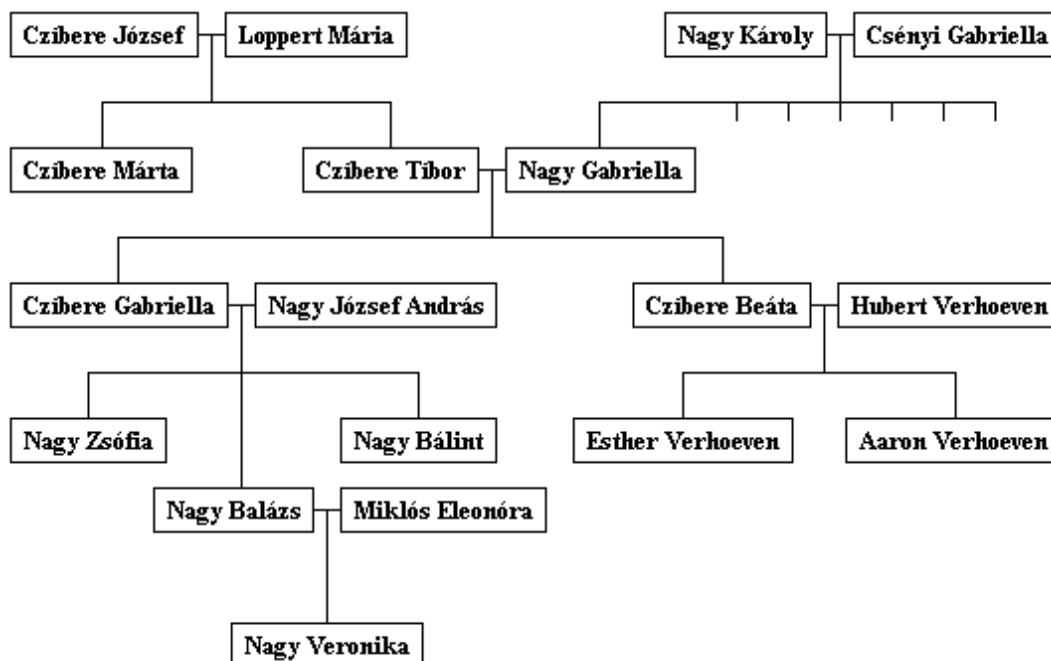 Czibere József
Loppert Mária
Nagy Károly
Csényi Gabriella
Czibere Márta
Czibere Tibor
Nagy Gabriella
Czibere Gabriella
Nagy József András
Czibere Beáta
Hubert Verhoeven
Nagy Zsófia
Nagy Bálint
Esther Verhoeven
Aaron Verhoeven
Nagy Balázs
Miklós Eleonóra
Nagy Veronika